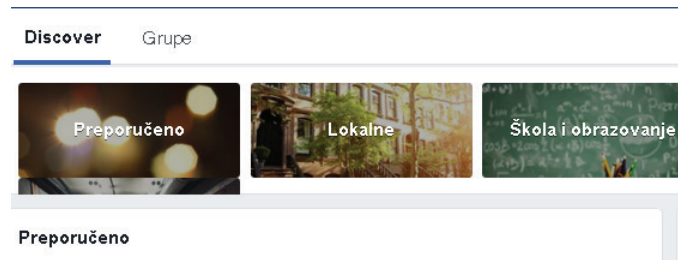 Discover Grupe
Preporučeno Lokalne Škola i obrazovanje
Preporučeno